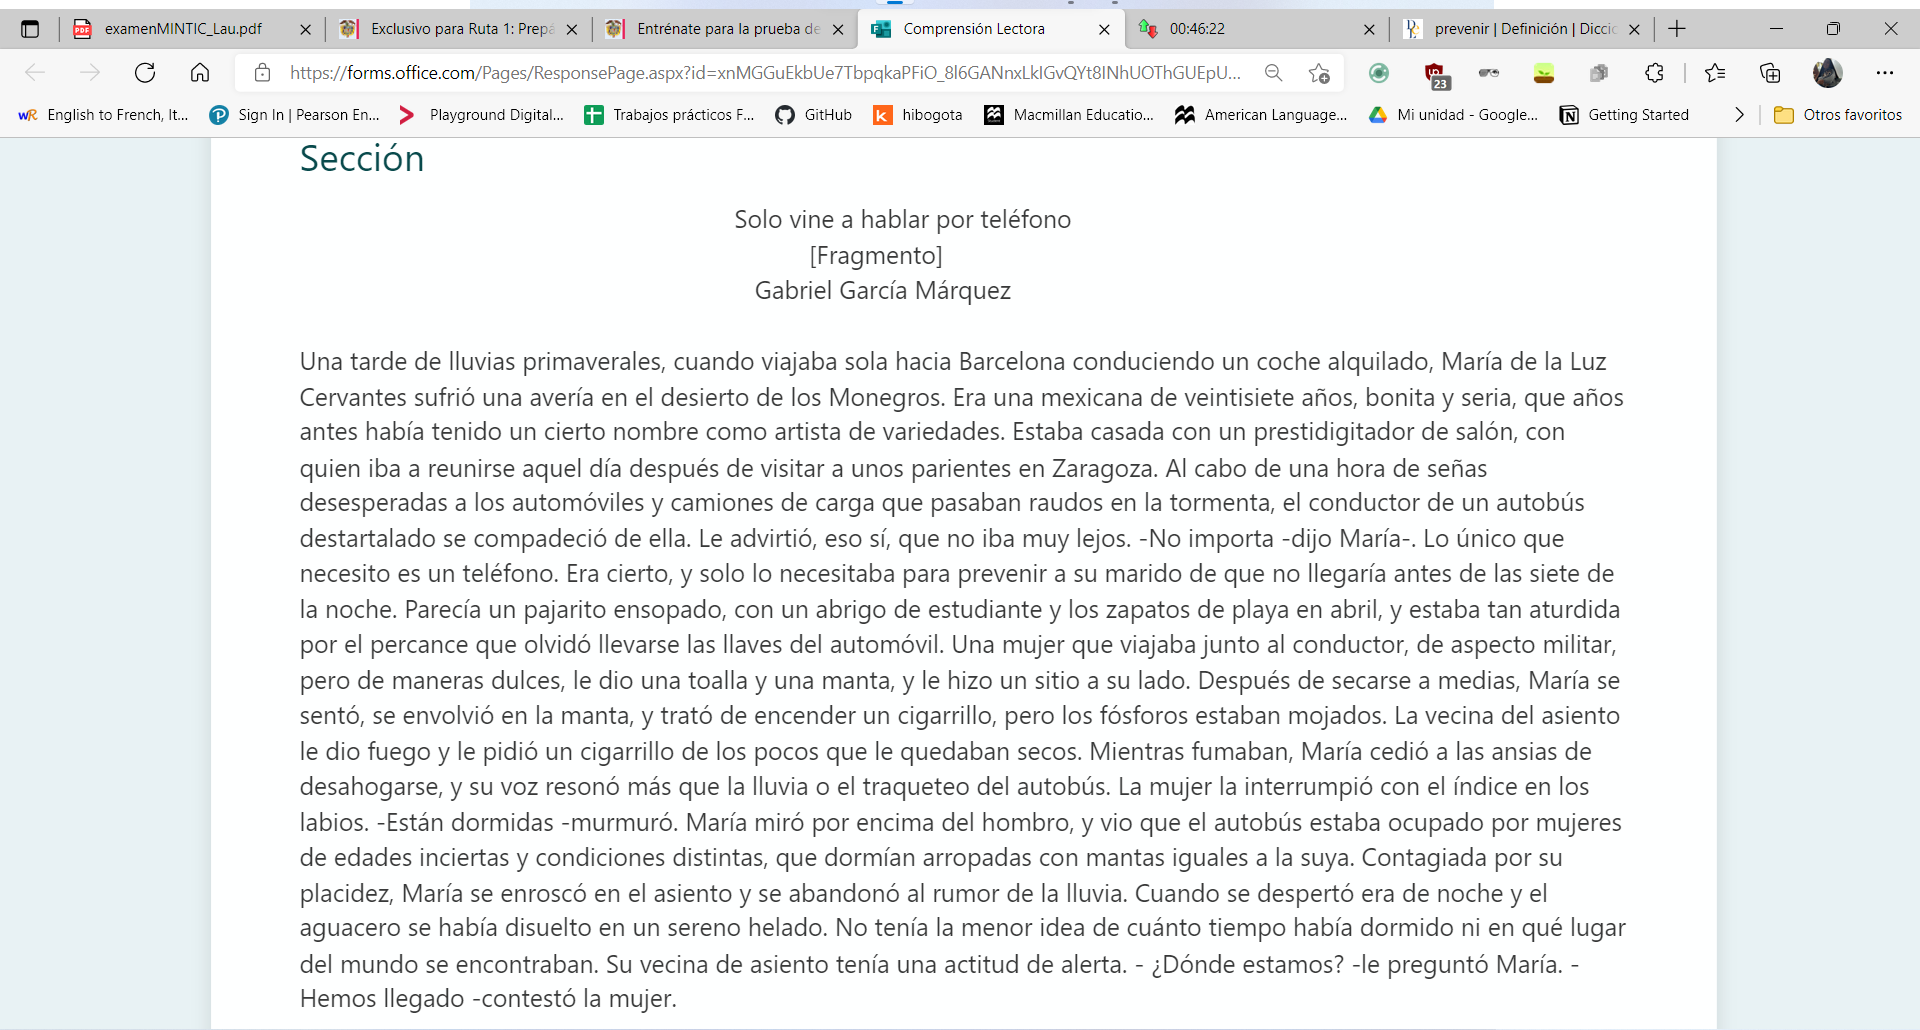 examenMINTIC_Lau.pdf
Exclusivo para Ruta 1: Prepá
Entrénate para la prueba de
Comprensión Lectora
00:46:22
prevenir | Definición | Diccio
https://forms.office.com/Pages/ResponsePage.aspx?id=xnMGGuEkbUe7TbpqkaPFiO_8l6GANnxLklGvQYt8INhUOThGUEpU...
23
English to French, It...
Sign In | Pearson En...
Playground Digital...
Trabajos prácticos F...
GitHub
hibogota
Macmillan Educatio...
American Language...
Mi unidad - Google...
Getting Started
Otros favoritos
Sección
Solo vine a hablar por teléfono
[Fragmento]
Gabriel García Márquez
Una tarde de lluvias primaverales, cuando viajaba sola hacia Barcelona conduciendo un coche alquilado, María de la Luz
Cervantes sufrió una avería en el desierto de los Monegros. Era una mexicana de veintisiete años, bonita y seria, que años
antes había tenido un cierto nombre como artista de variedades. Estaba casada con un prestidigitador de salón, con
quien iba a reunirse aquel día después de visitar a unos parientes en Zaragoza. Al cabo de una hora de señas
desesperadas a los automóviles y camiones de carga que pasaban raudos en la tormenta, el conductor de un autobús
destartalado se compadeció de ella. Le advirtió, eso sí, que no iba muy lejos. -No importa -dijo María-. Lo único que
necesito es un teléfono. Era cierto, y solo lo necesitaba para prevenir a su marido de que no llegaría antes de las siete de
la noche. Parecía un pajarito ensopado, con un abrigo de estudiante y los zapatos de playa en abril, y estaba tan aturdida
por el percance que olvidó llevarse las llaves del automóvil. Una mujer que viajaba junto al conductor, de aspecto militar,
pero de maneras dulces, le dio una toalla y una manta, y le hizo un sitio a su lado. Después de secarse a medias, María se
sentó, se envolvió en la manta, y trató de encender un cigarrillo, pero los fósforos estaban mojados. La vecina del asiento
le dio fuego y le pidió un cigarrillo de los pocos que le quedaban secos. Mientras fumaban, María cedió a las ansias de
desahogarse, y su voz resonó más que la lluvia o el traqueteo del autobús. La mujer la interrumpió con el índice en los
labios. -Están dormidas -murmuró. María miró por encima del hombro, y vio que el autobús estaba ocupado por mujeres
de edades inciertas y condiciones distintas, que dormían arropadas con mantas iguales a la suya. Contagiada por su
placidez, María se enroscó en el asiento y se abandonó al rumor de la lluvia. Cuando se despertó era de noche y el
aguacero se había disuelto en un sereno helado. No tenía la menor idea de cuánto tiempo había dormido ni en qué lugar
del mundo se encontraban. Su vecina de asiento tenía una actitud de alerta. - ¿Dónde estamos? -le preguntó María. -
Hemos llegado -contestó la mujer.